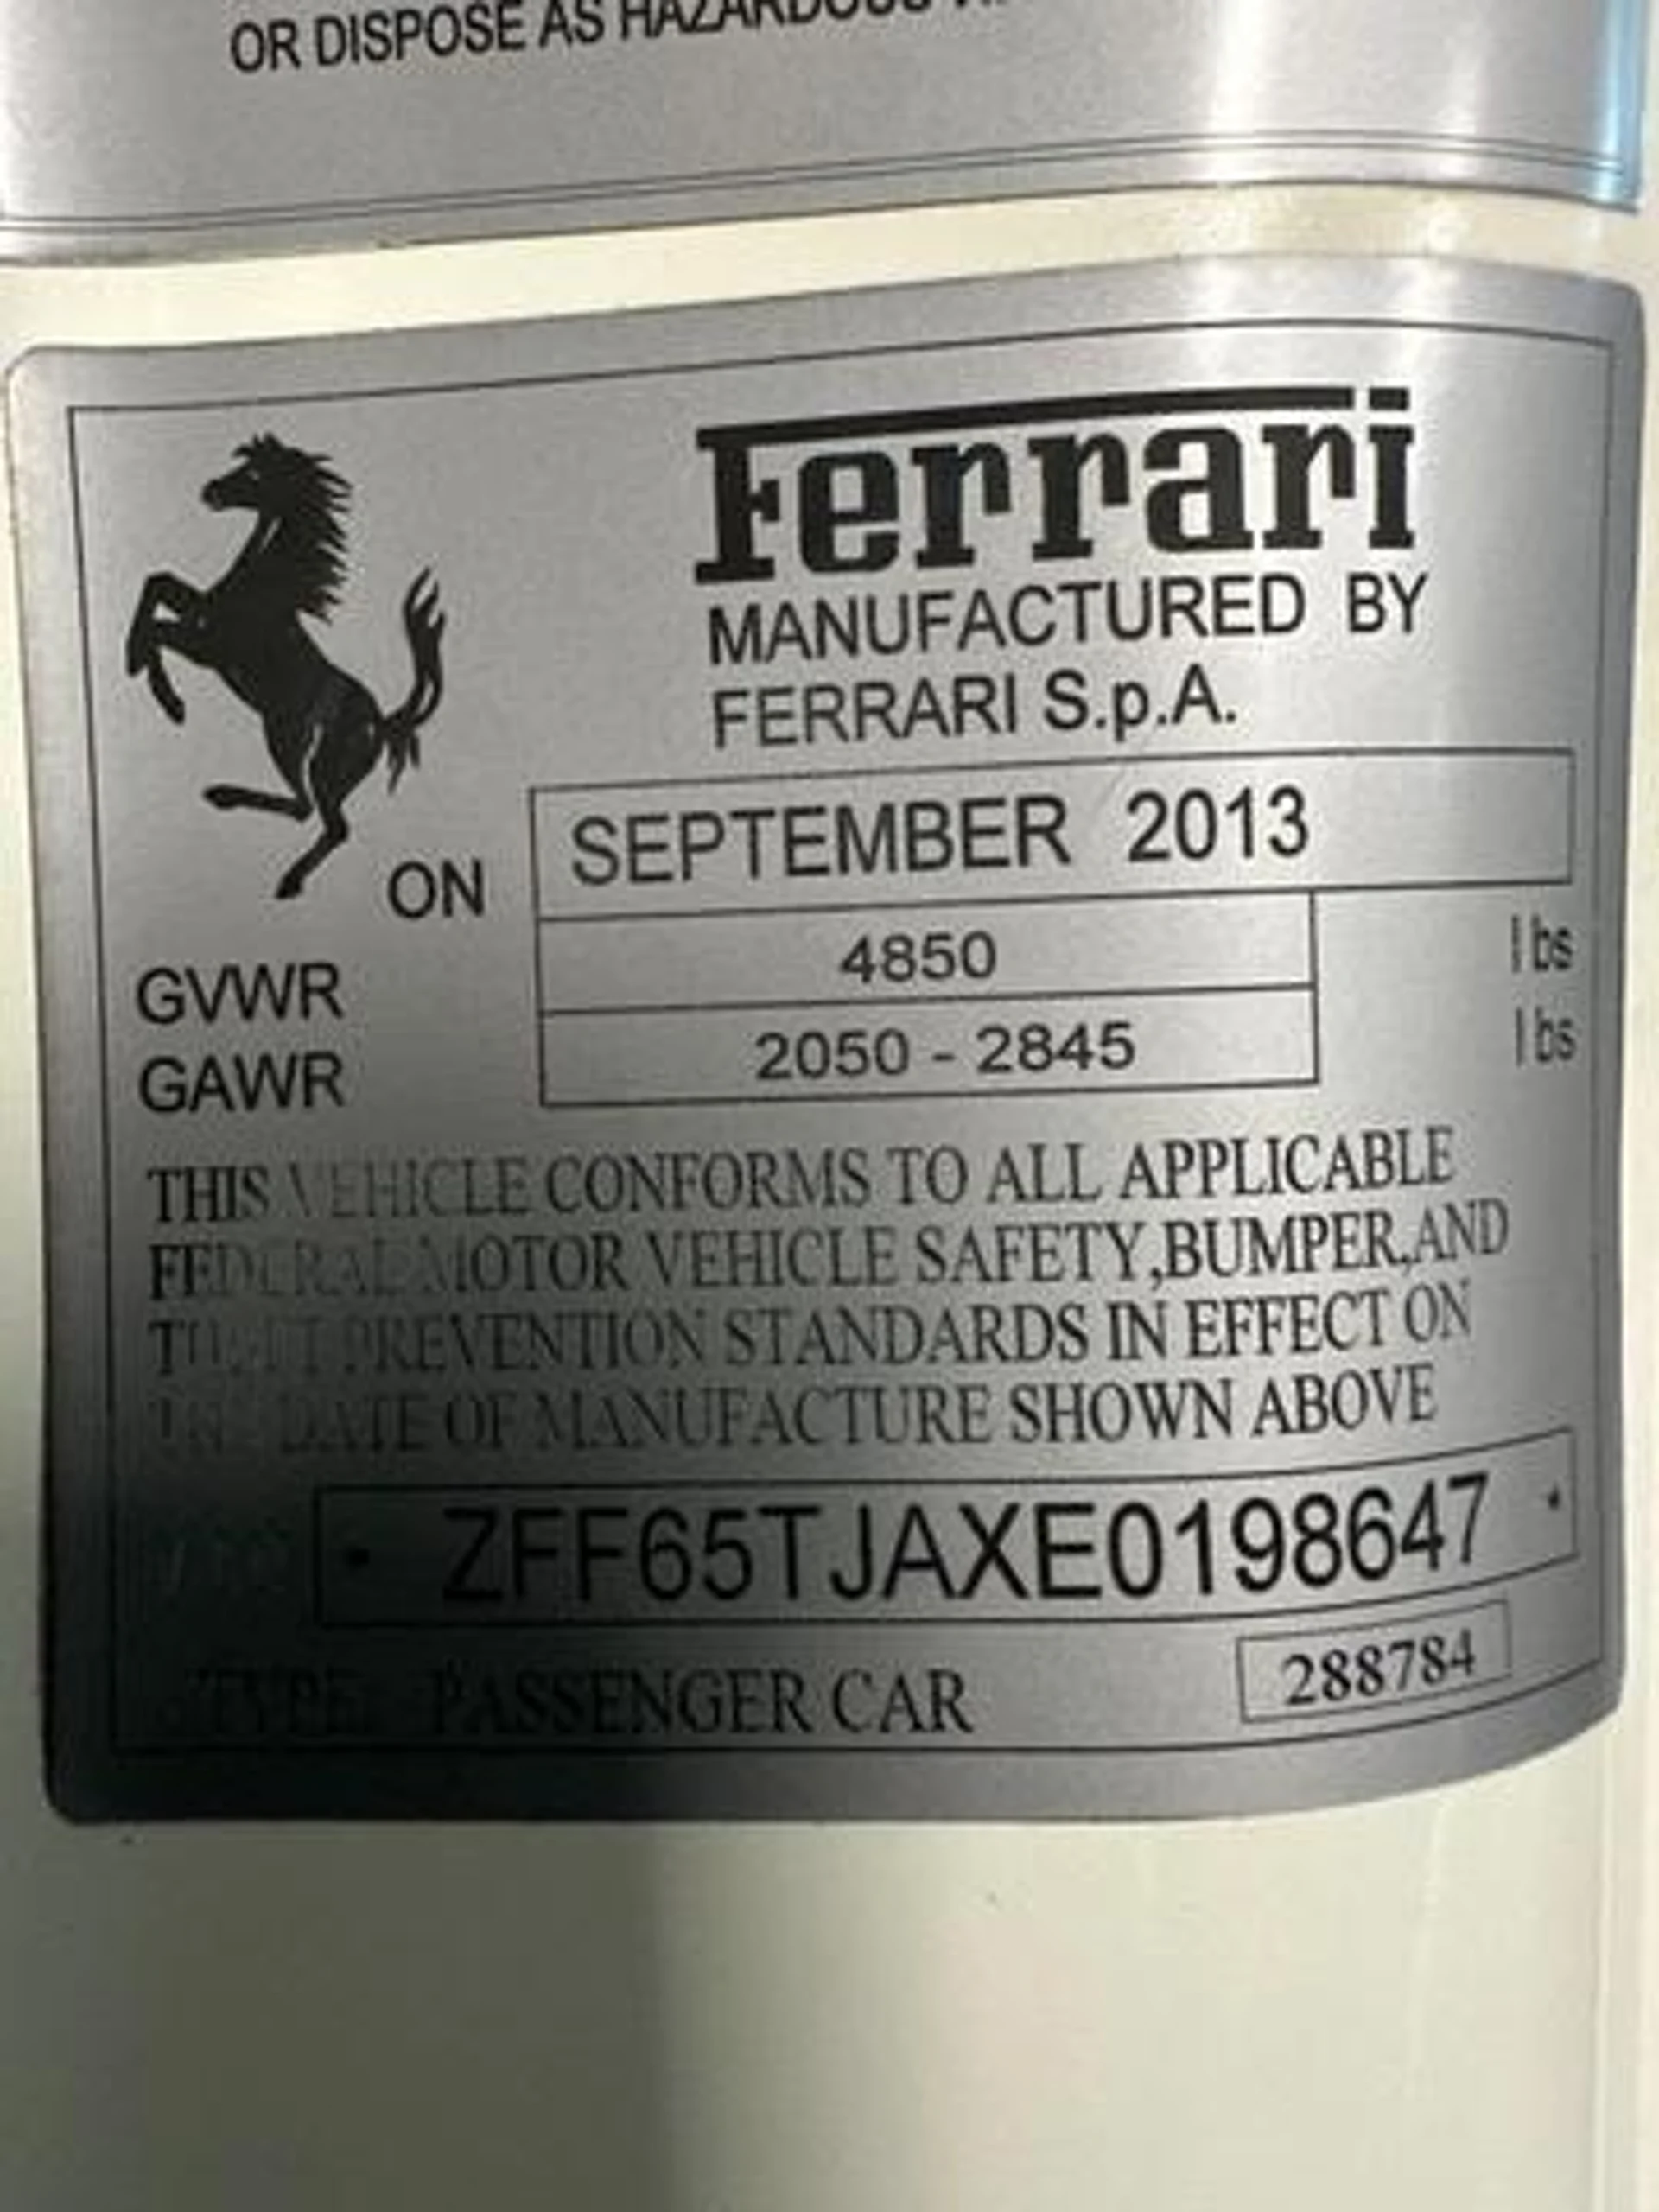 OR DISPOSE AS HAZARDOUS
Ferrari
MANUFACTURED BY
FERRARI S.p.A.
ON SEPTEMBER 2013
GVWR 4850 lbs
GAWR 2050 - 2845 lbs
THIS VEHICLE CONFORMS TO ALL APPLICABLE
FEDERAL MOTOR VEHICLE SAFETY,BUMPER,AND
THEFT PREVENTION STANDARDS IN EFFECT ON
THE DATE OF MANUFACTURE SHOWN ABOVE
ZFF65TJAXE0198647
TYPE: PASSENGER CAR 288784